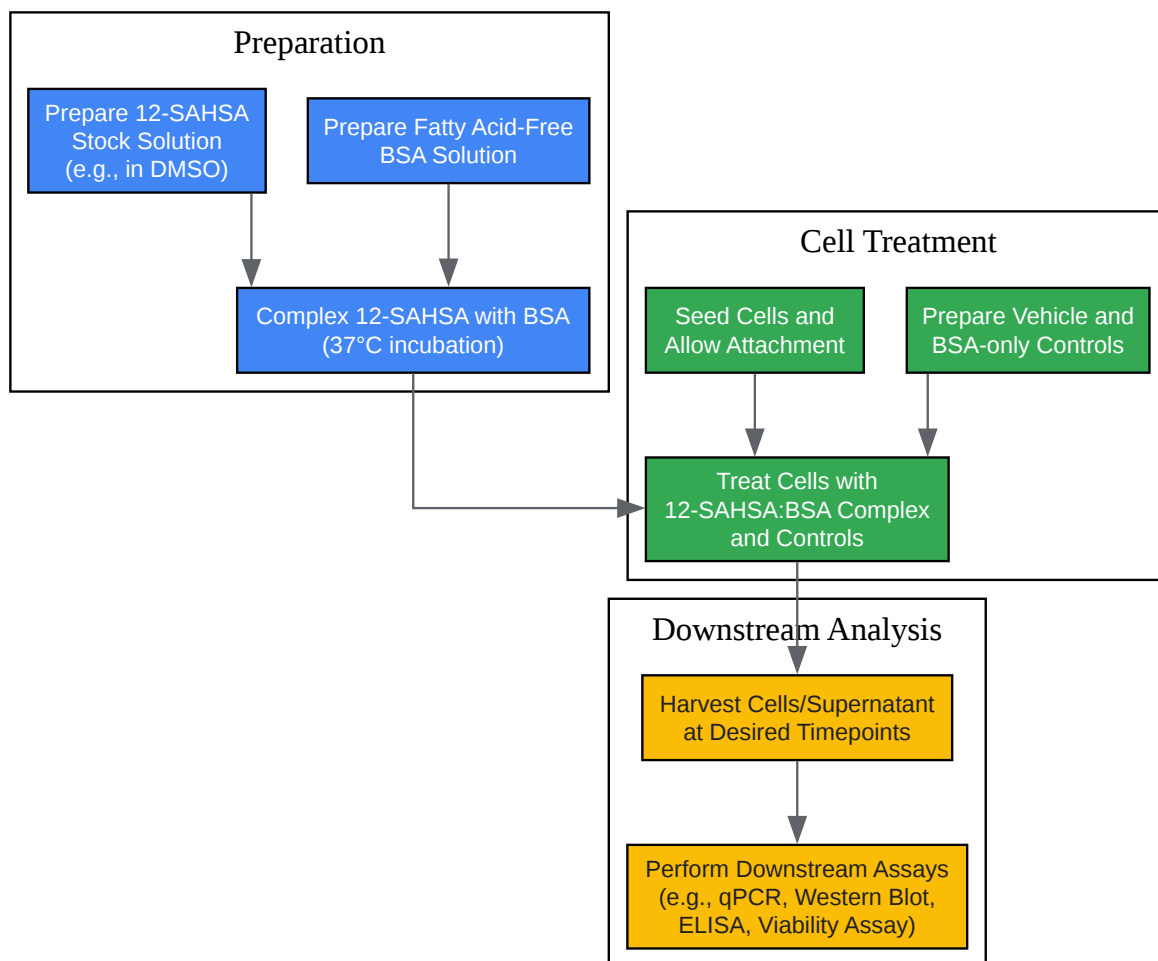 Preparation
Prepare 12-SAHSA
Stock Solution
(e.g., in DMSO)
Prepare Fatty Acid-Free
BSA Solution
Complex 12-SAHSA with BSA
(37°C incubation)
Cell Treatment
Seed Cells and
Allow Attachment
Prepare Vehicle and
BSA-only Controls
Treat Cells with
12-SAHSA:BSA Complex
and Controls
Downstream Analysis
Harvest Cells/Supernatant
at Desired Timepoints
Perform Downstream Assays
(e.g., qPCR, Western Blot,
ELISA, Viability Assay)